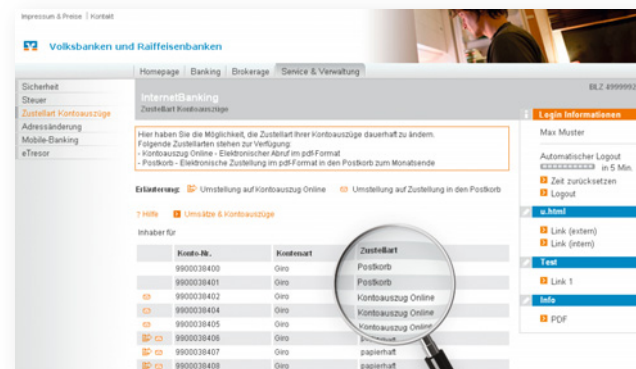 Impressum & Preise | Kontakt
Volksbanken und Raiffeisenbanken
Homepage Banking Brokerage Service & Verwaltung
Sicherheit
Steuer
Zustellart Kontoauszüge
Adressänderung
Mobile-Banking
eTresor
InternetBanking
Zustellart Kontoauszüge
BLZ 4999992
Hier haben Sie die Möglichkeit, die Zustellart Ihrer Kontoauszüge dauerhaft zu ändern.
Folgende Zustellarten stehen zur Verfügung:
- Kontoauszug Online - Elektronischer Abruf im pdf-Format
- Postkorb - Elektronische Zustellung im pdf-Format in den Postkorb zum Monatsende
Erläuterung: Umstellung auf Kontoauszug Online Umstellung auf Zustellung in den Postkorb
? Hilfe Umsätze & Kontoauszüge
Inhaber für
Konto-Nr. Kontenart Zustellart
9900038400 Giro Postkorb
9900038401 Giro Postkorb
9900038402 Giro Kontoauszug Online
9900038404 Giro Kontoauszug Online
9900038405 Giro Kontoauszug Online
9900038406 Giro papierhaft
9900038407 Giro papierhaft
9900038408 Giro papierhaft
Login Informationen
Max Muster
Automatischer Logout
in 5 Min.
Zeit zurücksetzen
Logout
u.html
Link (extern)
Link (intern)
Test
Link 1
Info
PDF